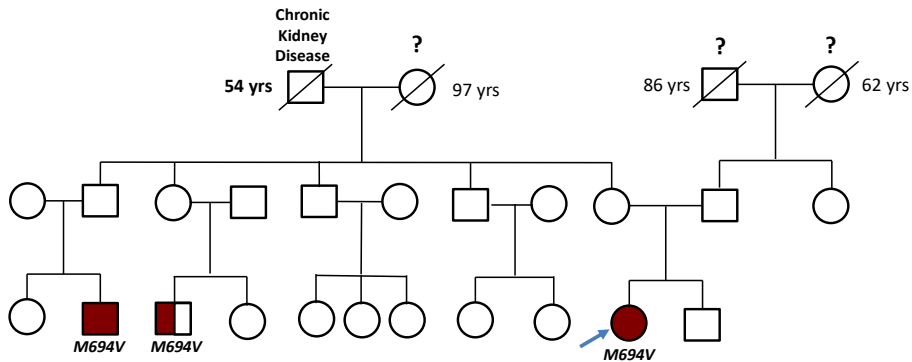 Chronic
Kidney
Disease
?
?
?
54 yrs
97 yrs
86 yrs
62 yrs
M694V
M694V
M694V